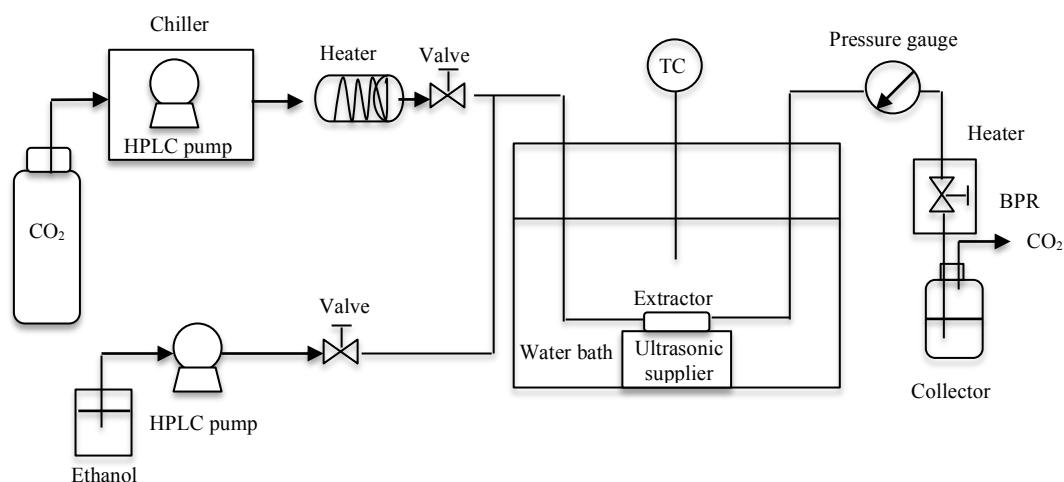 Chiller
Pressure gauge
Heater
Valve
TC
HPLC pump
Heater
BPR
CO₂
CO₂
Valve
Extractor
Water bath
Ultrasonic
supplier
HPLC pump
Collector
Ethanol